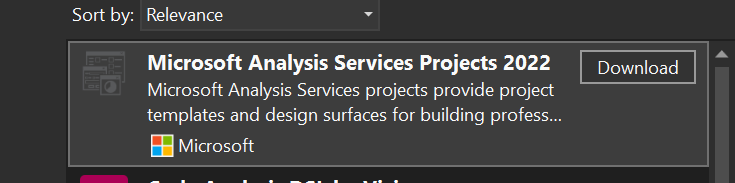 Sort by: Relevance
Microsoft Analysis Services Projects 2022
Download
Microsoft Analysis Services projects provide project
templates and design surfaces for building profess...
Microsoft